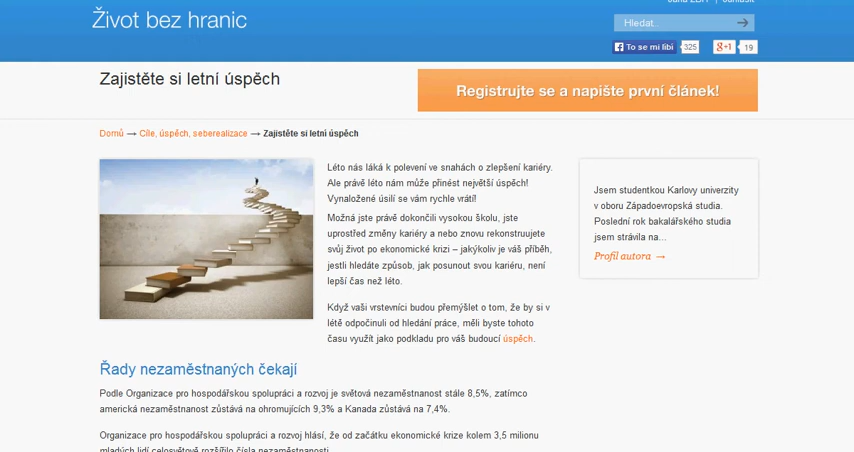 Život bez hranic
Hledat..
To se mi líbí
325
+1
19
Zajistěte si letní úspěch
Registrujte se a napište první článek!
Domů → Cíle, úspěch, seberealizace → Zajistěte si letní úspěch
Léto nás láká k polevení ve snahách o zlepšení kariéry.
Ale právě léto nám může přinést největší úspěch!
Vynaložené úsilí se vám rychle vrátí!
Možná jste právě dokončili vysokou školu, jste
uprostřed změny kariéry a nebo znovu rekonstruujete
svůj život po ekonomické krizi – jakýkoliv je váš příběh,
jestli hledáte způsob, jak posunout svou kariéru, není
lepší čas než léto.
Když vaši vrstevníci budou přemýšlet o tom, že by si v
létě odpočinuli od hledání práce, měli byste tohoto
času využít jako podkladu pro váš budoucí úspěch.
Jsem studentkou Karlovy univerzity
v oboru Západoevropská studia.
Poslední rok bakalářského studia
jsem strávila na...
Profil autora →
Řady nezaměstnaných čekají
Podle Organizace pro hospodářskou spolupráci a rozvoj je světová nezaměstnanost stále 8,5%, zatímco
americká nezaměstnanost zůstává na ohromujících 9,3% a Kanada zůstává na 7,4%.
Organizace pro hospodářskou spolupráci a rozvoj hlásí, že od začátku ekonomické krize kolem 3,5 milionu
mladých lidí celosvětově rozšířilo čísla nezaměstnanosti.